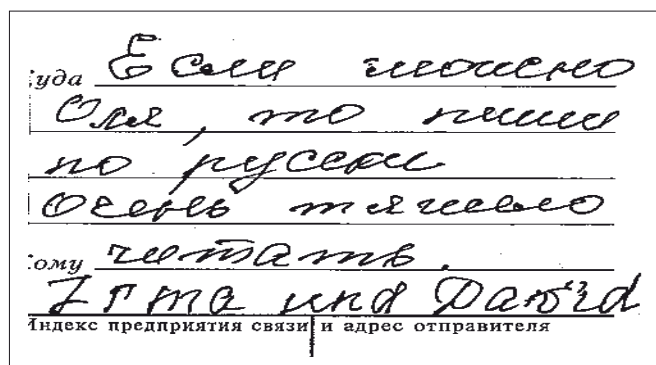 :уда Если можно
Оля, то пиши
по русски
очень тяжело
:ому читать.
Irma und David
Индекс предприятия связи и адрес отправителя